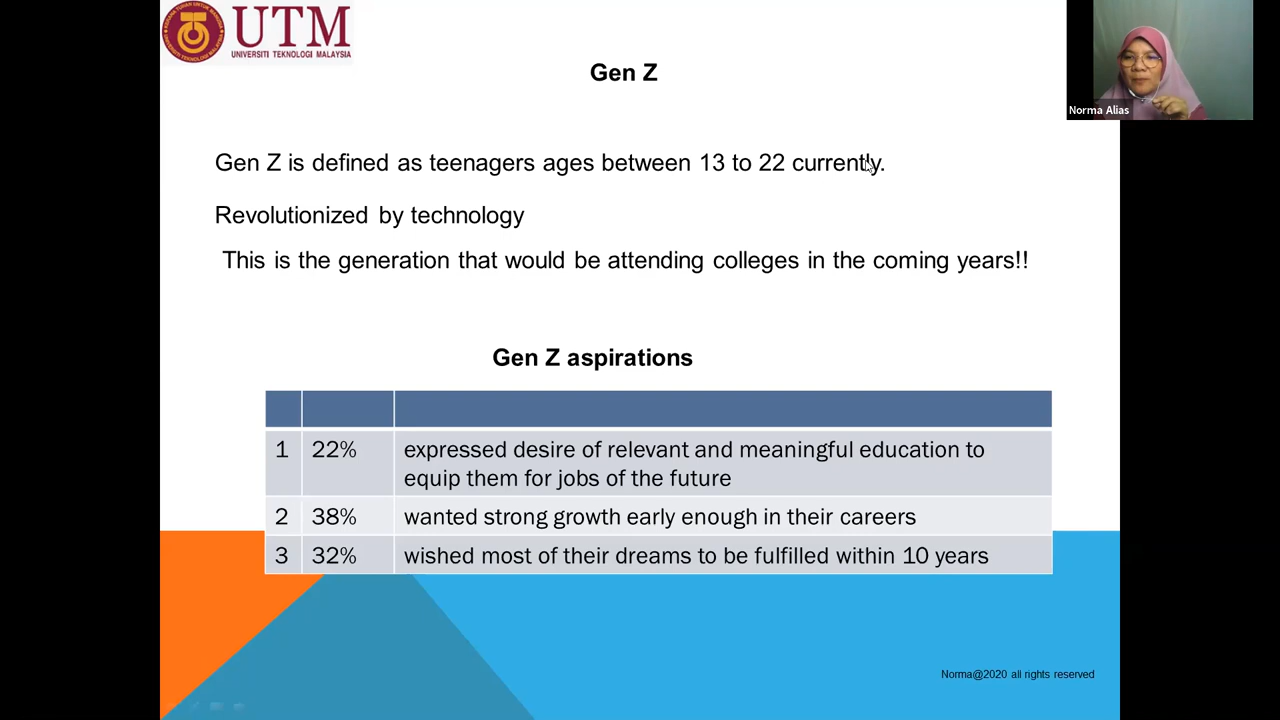 UTM
UNIVERSITI TEKNOLOGI MALAYSIA
Gen Z
Norma Alias
Gen Z is defined as teenagers ages between 13 to 22 currently.
Revolutionized by technology
This is the generation that would be attending colleges in the coming years!!
Gen Z aspirations
1 22% expressed desire of relevant and meaningful education to
equip them for jobs of the future
2 38% wanted strong growth early enough in their careers
3 32% wished most of their dreams to be fulfilled within 10 years
Norma@2020 all rights reserved